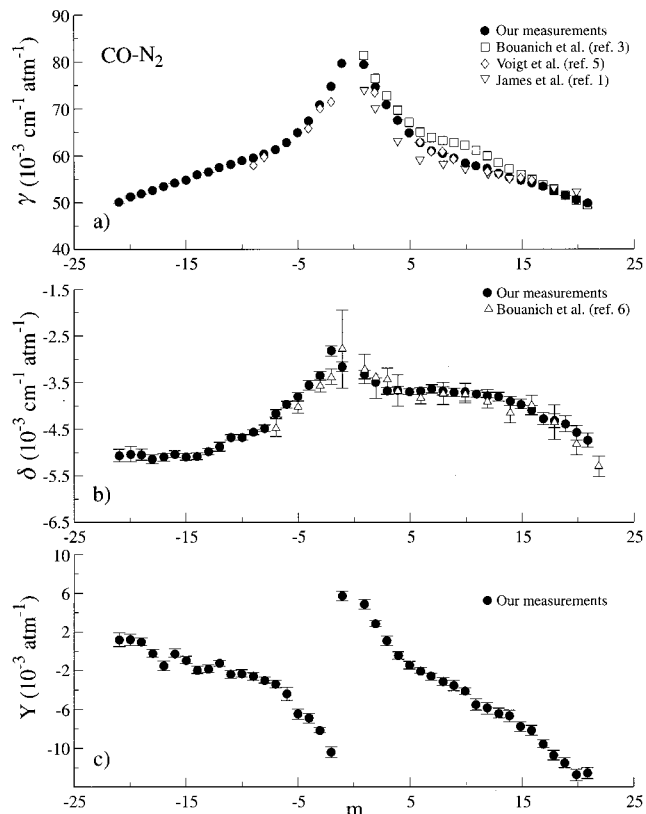 CO-N2
Our measurements
Bouanich et al. (ref. 3)
Voigt et al. (ref. 5)
James et al. (ref. 1)
90
80
70
60
50
40
γ (10⁻³ cm⁻¹ atm⁻¹)
a)
-25 -15 -5 5 15 25
Our measurements
Bouanich et al. (ref. 6)
-1.5
-2.5
-3.5
-4.5
-5.5
-6.5
δ (10⁻³ cm⁻¹ atm⁻¹)
b)
-25 -15 -5 5 15 25
Our measurements
10
6
2
-2
-6
-10
Y (10⁻³ atm⁻¹)
c)
-25 -15 -5 5 15 25
m